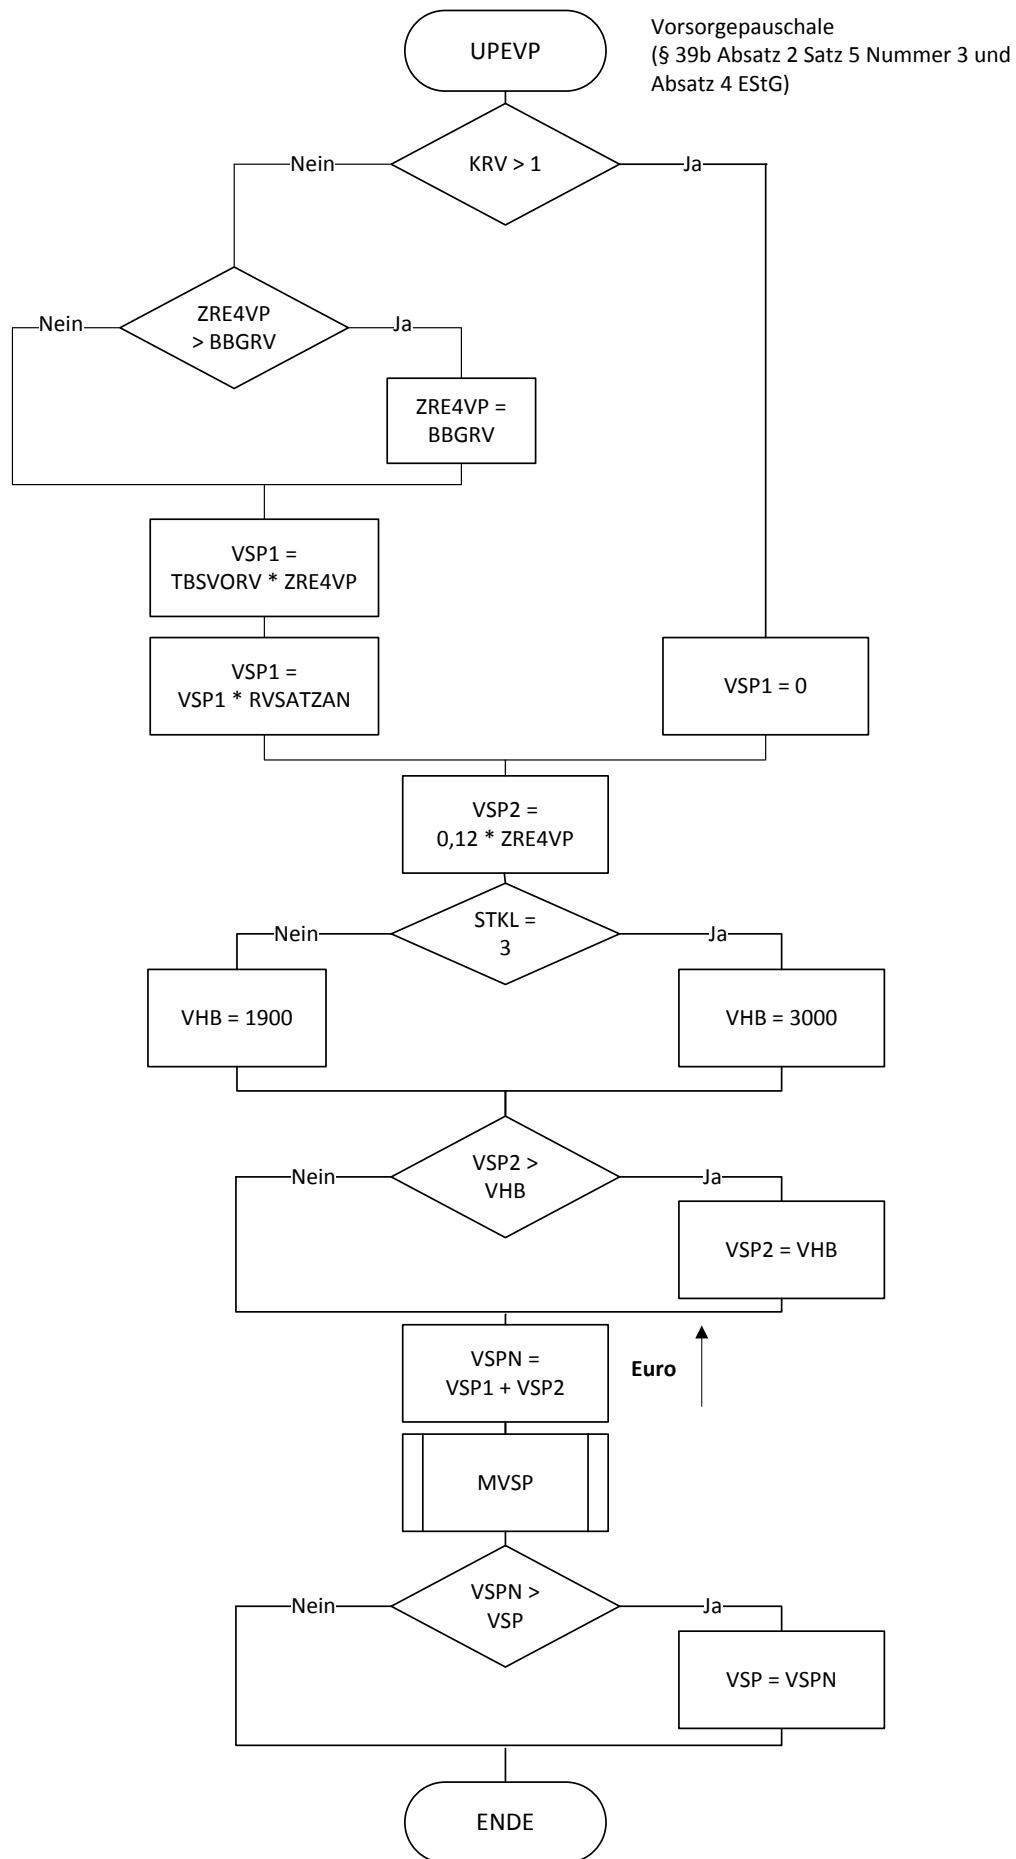 UPEVP
Vorsorgepauschale
(§ 39b Absatz 2 Satz 5 Nummer 3 und
Absatz 4 EStG)
Nein
KRV > 1
Ja
Nein
ZRE4VP
> BBGRV
Ja
ZRE4VP =
BBGRV
VSP1 =
TBSVORV * ZRE4VP
VSP1 =
VSP1 * RVSATZAN
VSP1 = 0
VSP2 =
0,12 * ZRE4VP
Nein
STKL =
3
Ja
VHB = 1900
VHB = 3000
Nein
VSP2 >
VHB
Ja
VSP2 = VHB
VSPN =
VSP1 + VSP2
Euro
MVSP
Nein
VSPN >
VSP
Ja
VSP = VSPN
ENDE